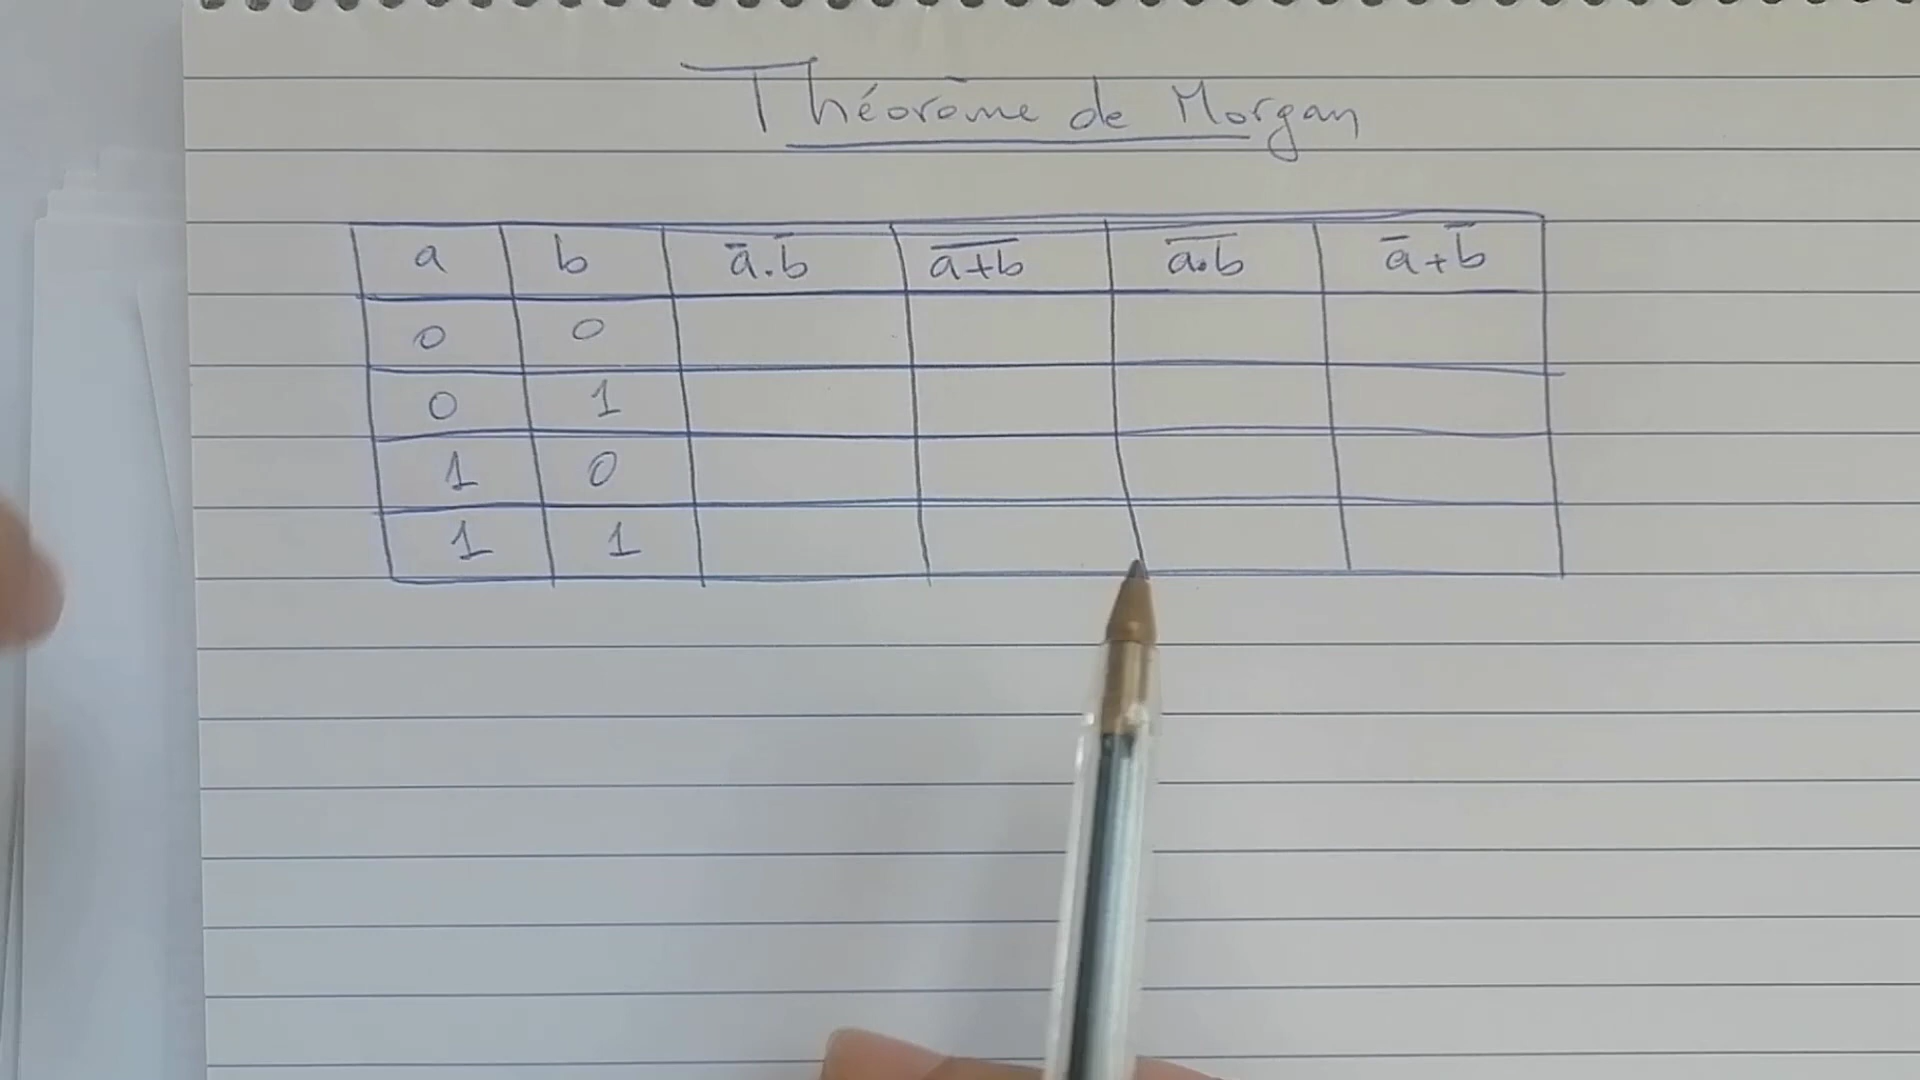 Théorème de Morgan
a b ā.b̄ a̅+̅b̅ a̅.̅b̅ ā+b̄
0 0
0 1
1 0
1 1